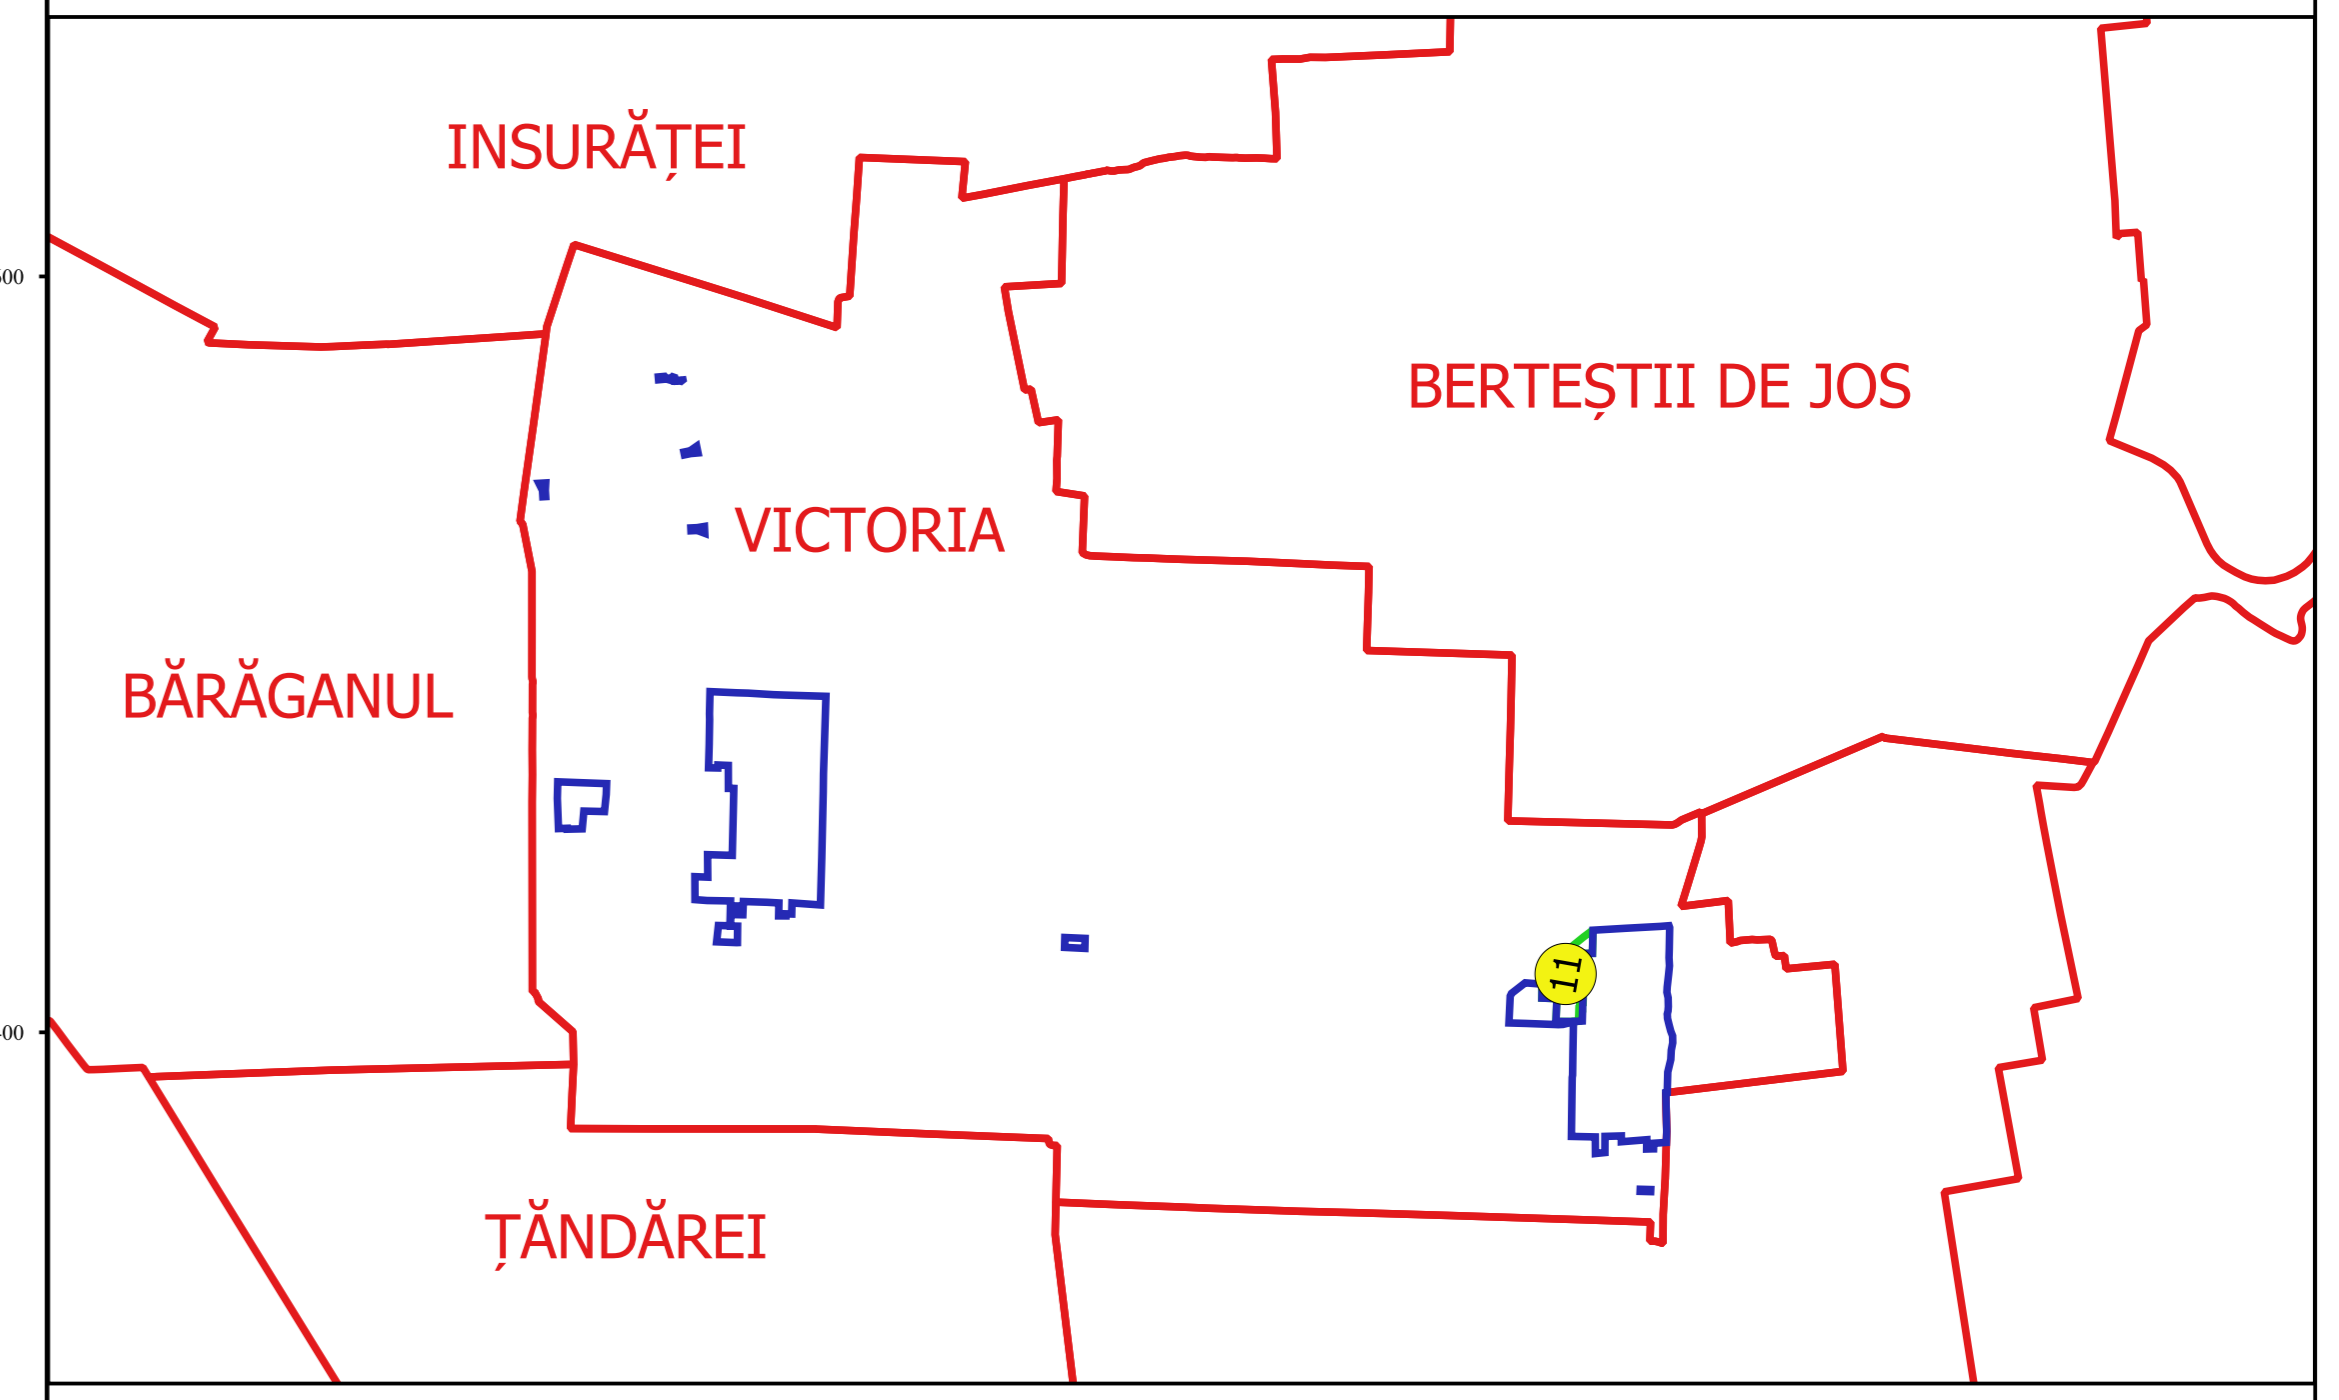 INSURĂȚEI
BERTEȘTII DE JOS
VICTORIA
BĂRĂGANUL
11
ȚĂNDĂREI